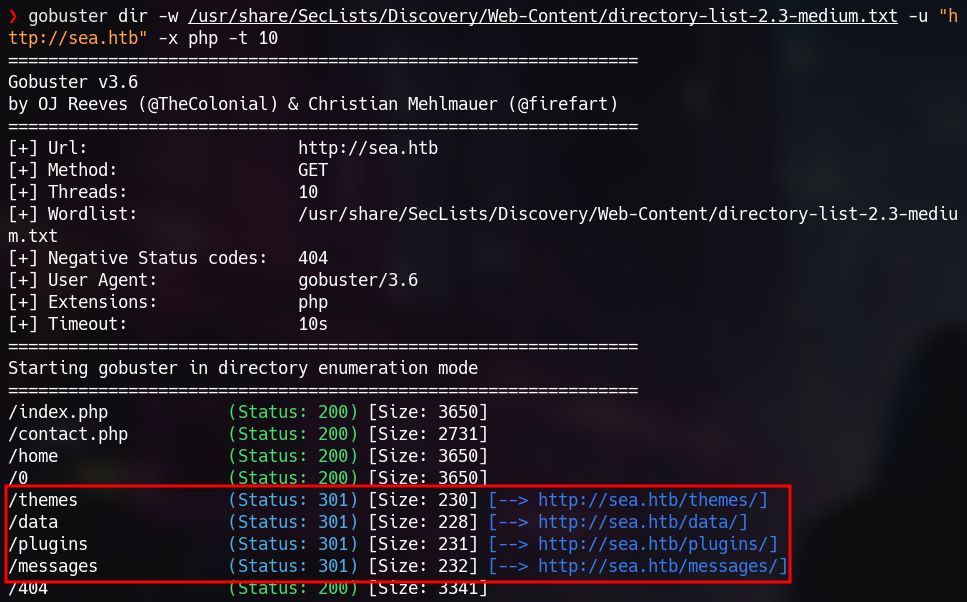 ❯ gobuster dir -w /usr/share/SecLists/Discovery/Web-Content/directory-list-2.3-medium.txt -u "h
ttp://sea.htb" -x php -t 10
===============================================================
Gobuster v3.6
by OJ Reeves (@TheColonial) & Christian Mehlmauer (@firefart)
===============================================================
[+] Url:                     http://sea.htb
[+] Method:                  GET
[+] Threads:                 10
[+] Wordlist:                /usr/share/SecLists/Discovery/Web-Content/directory-list-2.3-mediu
m.txt
[+] Negative Status codes:   404
[+] User Agent:              gobuster/3.6
[+] Extensions:              php
[+] Timeout:                 10s
===============================================================
Starting gobuster in directory enumeration mode
===============================================================
/index.php            (Status: 200) [Size: 3650]
/contact.php          (Status: 200) [Size: 2731]
/home                 (Status: 200) [Size: 3650]
/0                    (Status: 200) [Size: 3650]
/themes               (Status: 301) [Size: 230] [--> http://sea.htb/themes/]
/data                 (Status: 301) [Size: 228] [--> http://sea.htb/data/]
/plugins              (Status: 301) [Size: 231] [--> http://sea.htb/plugins/]
/messages             (Status: 301) [Size: 232] [--> http://sea.htb/messages/]
/404                  (Status: 200) [Size: 3341]